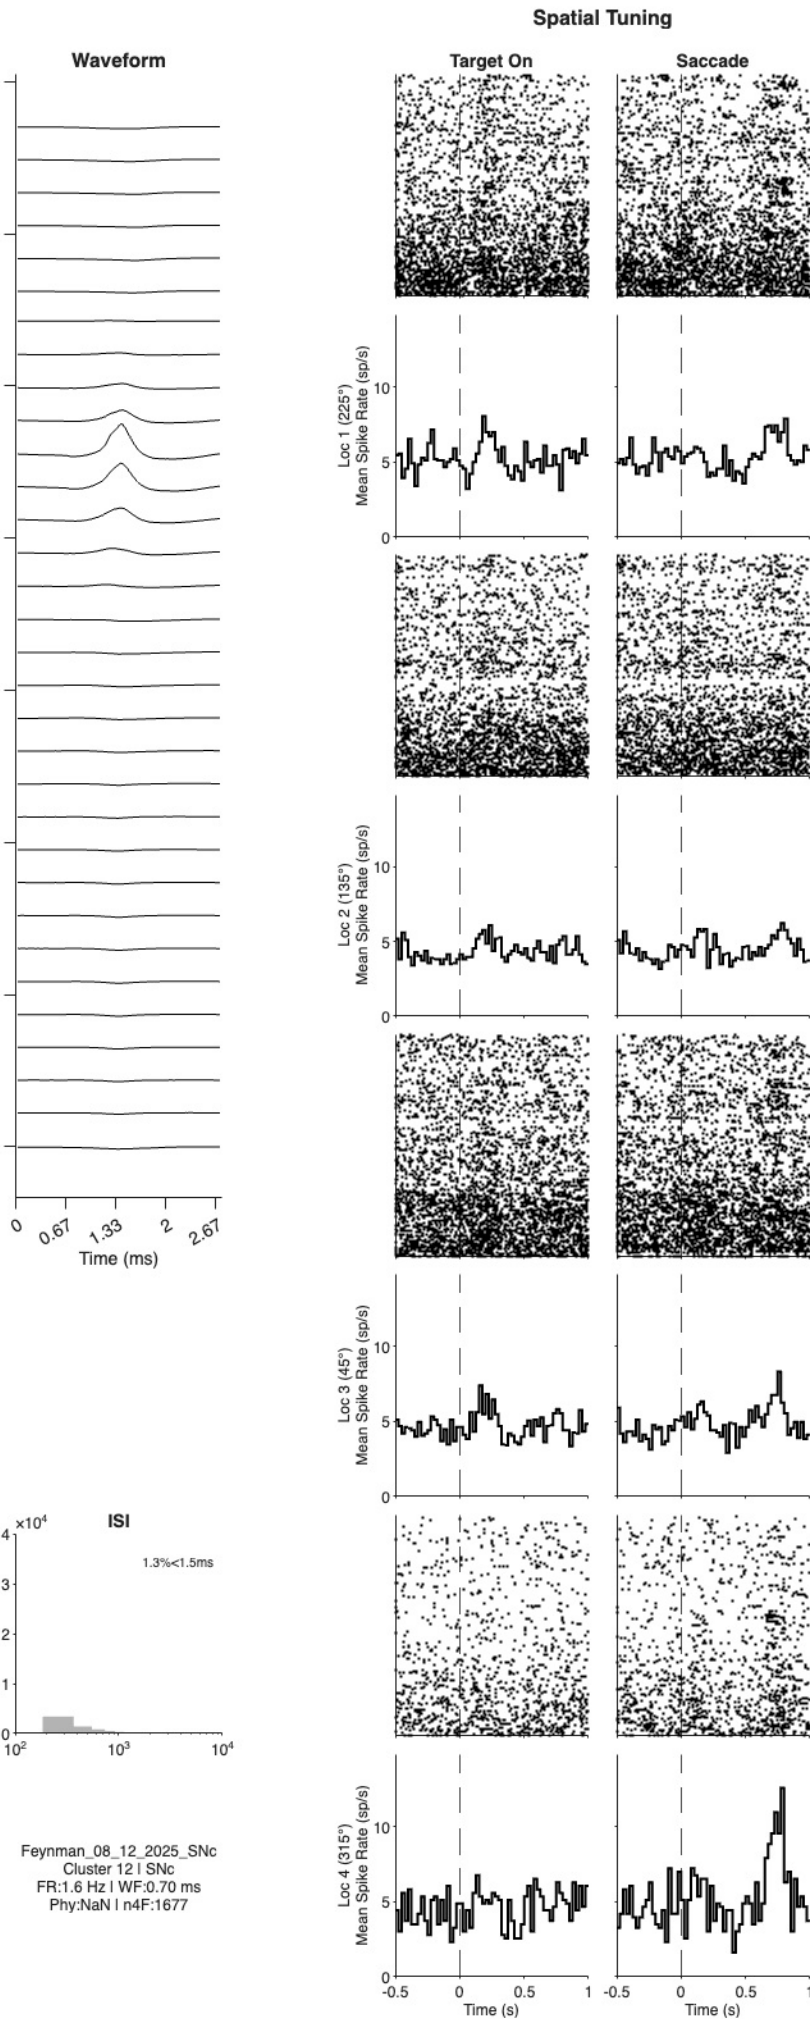 Spatial Tuning
Waveform
Target On
Saccade
10
5
0
Loc 1 (225°)
Mean Spike Rate (sp/s)
10
5
0
Loc 2 (135°)
Mean Spike Rate (sp/s)
0
0.67
1.33
2
2.67
Time (ms)
10
5
0
Loc 3 (45°)
Mean Spike Rate (sp/s)
×10⁴
ISI
1.3%<1.5ms
4
3
2
1
0
10²
10³
10⁴
10
5
0
Loc 4 (315°)
Mean Spike Rate (sp/s)
Feynman_08_12_2025_SNc
Cluster 12 | SNc
FR:1.6 Hz | WF:0.70 ms
Phy:NaN | n4F:1677
-0.5
0
0.5
1
Time (s)
-0.5
0
0.5
1
Time (s)